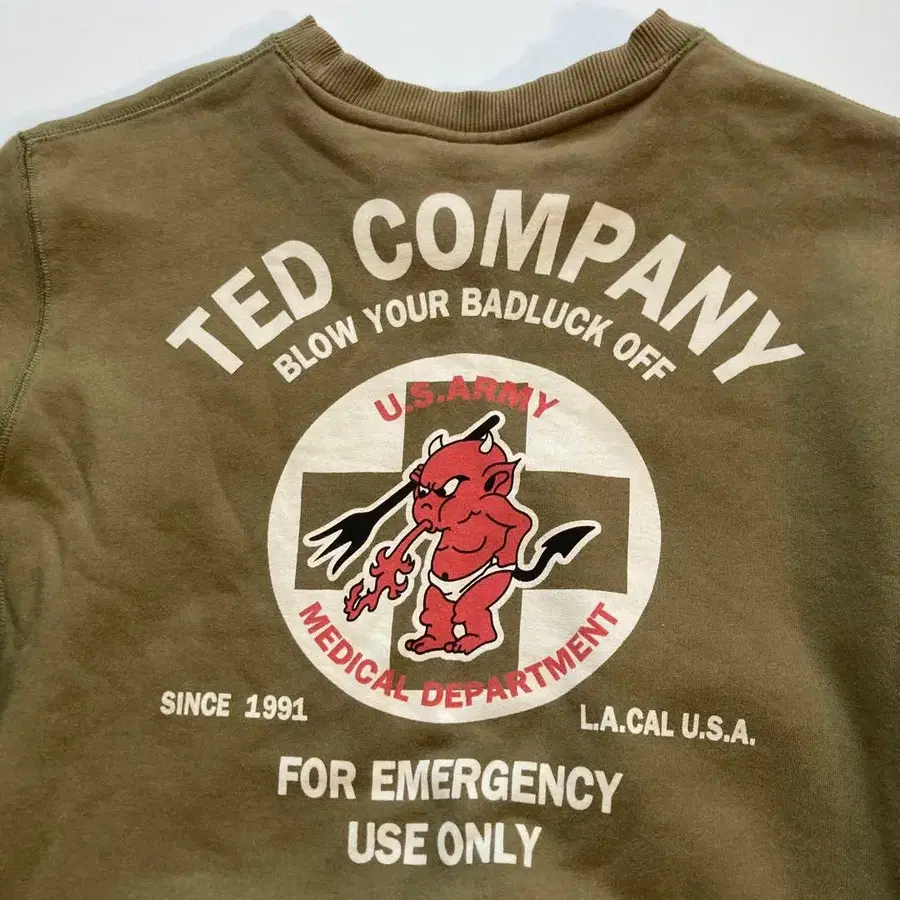 TED COMPANY
BLOW YOUR BADLUCK OFF
U.S.ARMY
MEDICAL DEPARTMENT
SINCE 1991
L.A.CAL U.S.A.
FOR EMERGENCY
USE ONLY